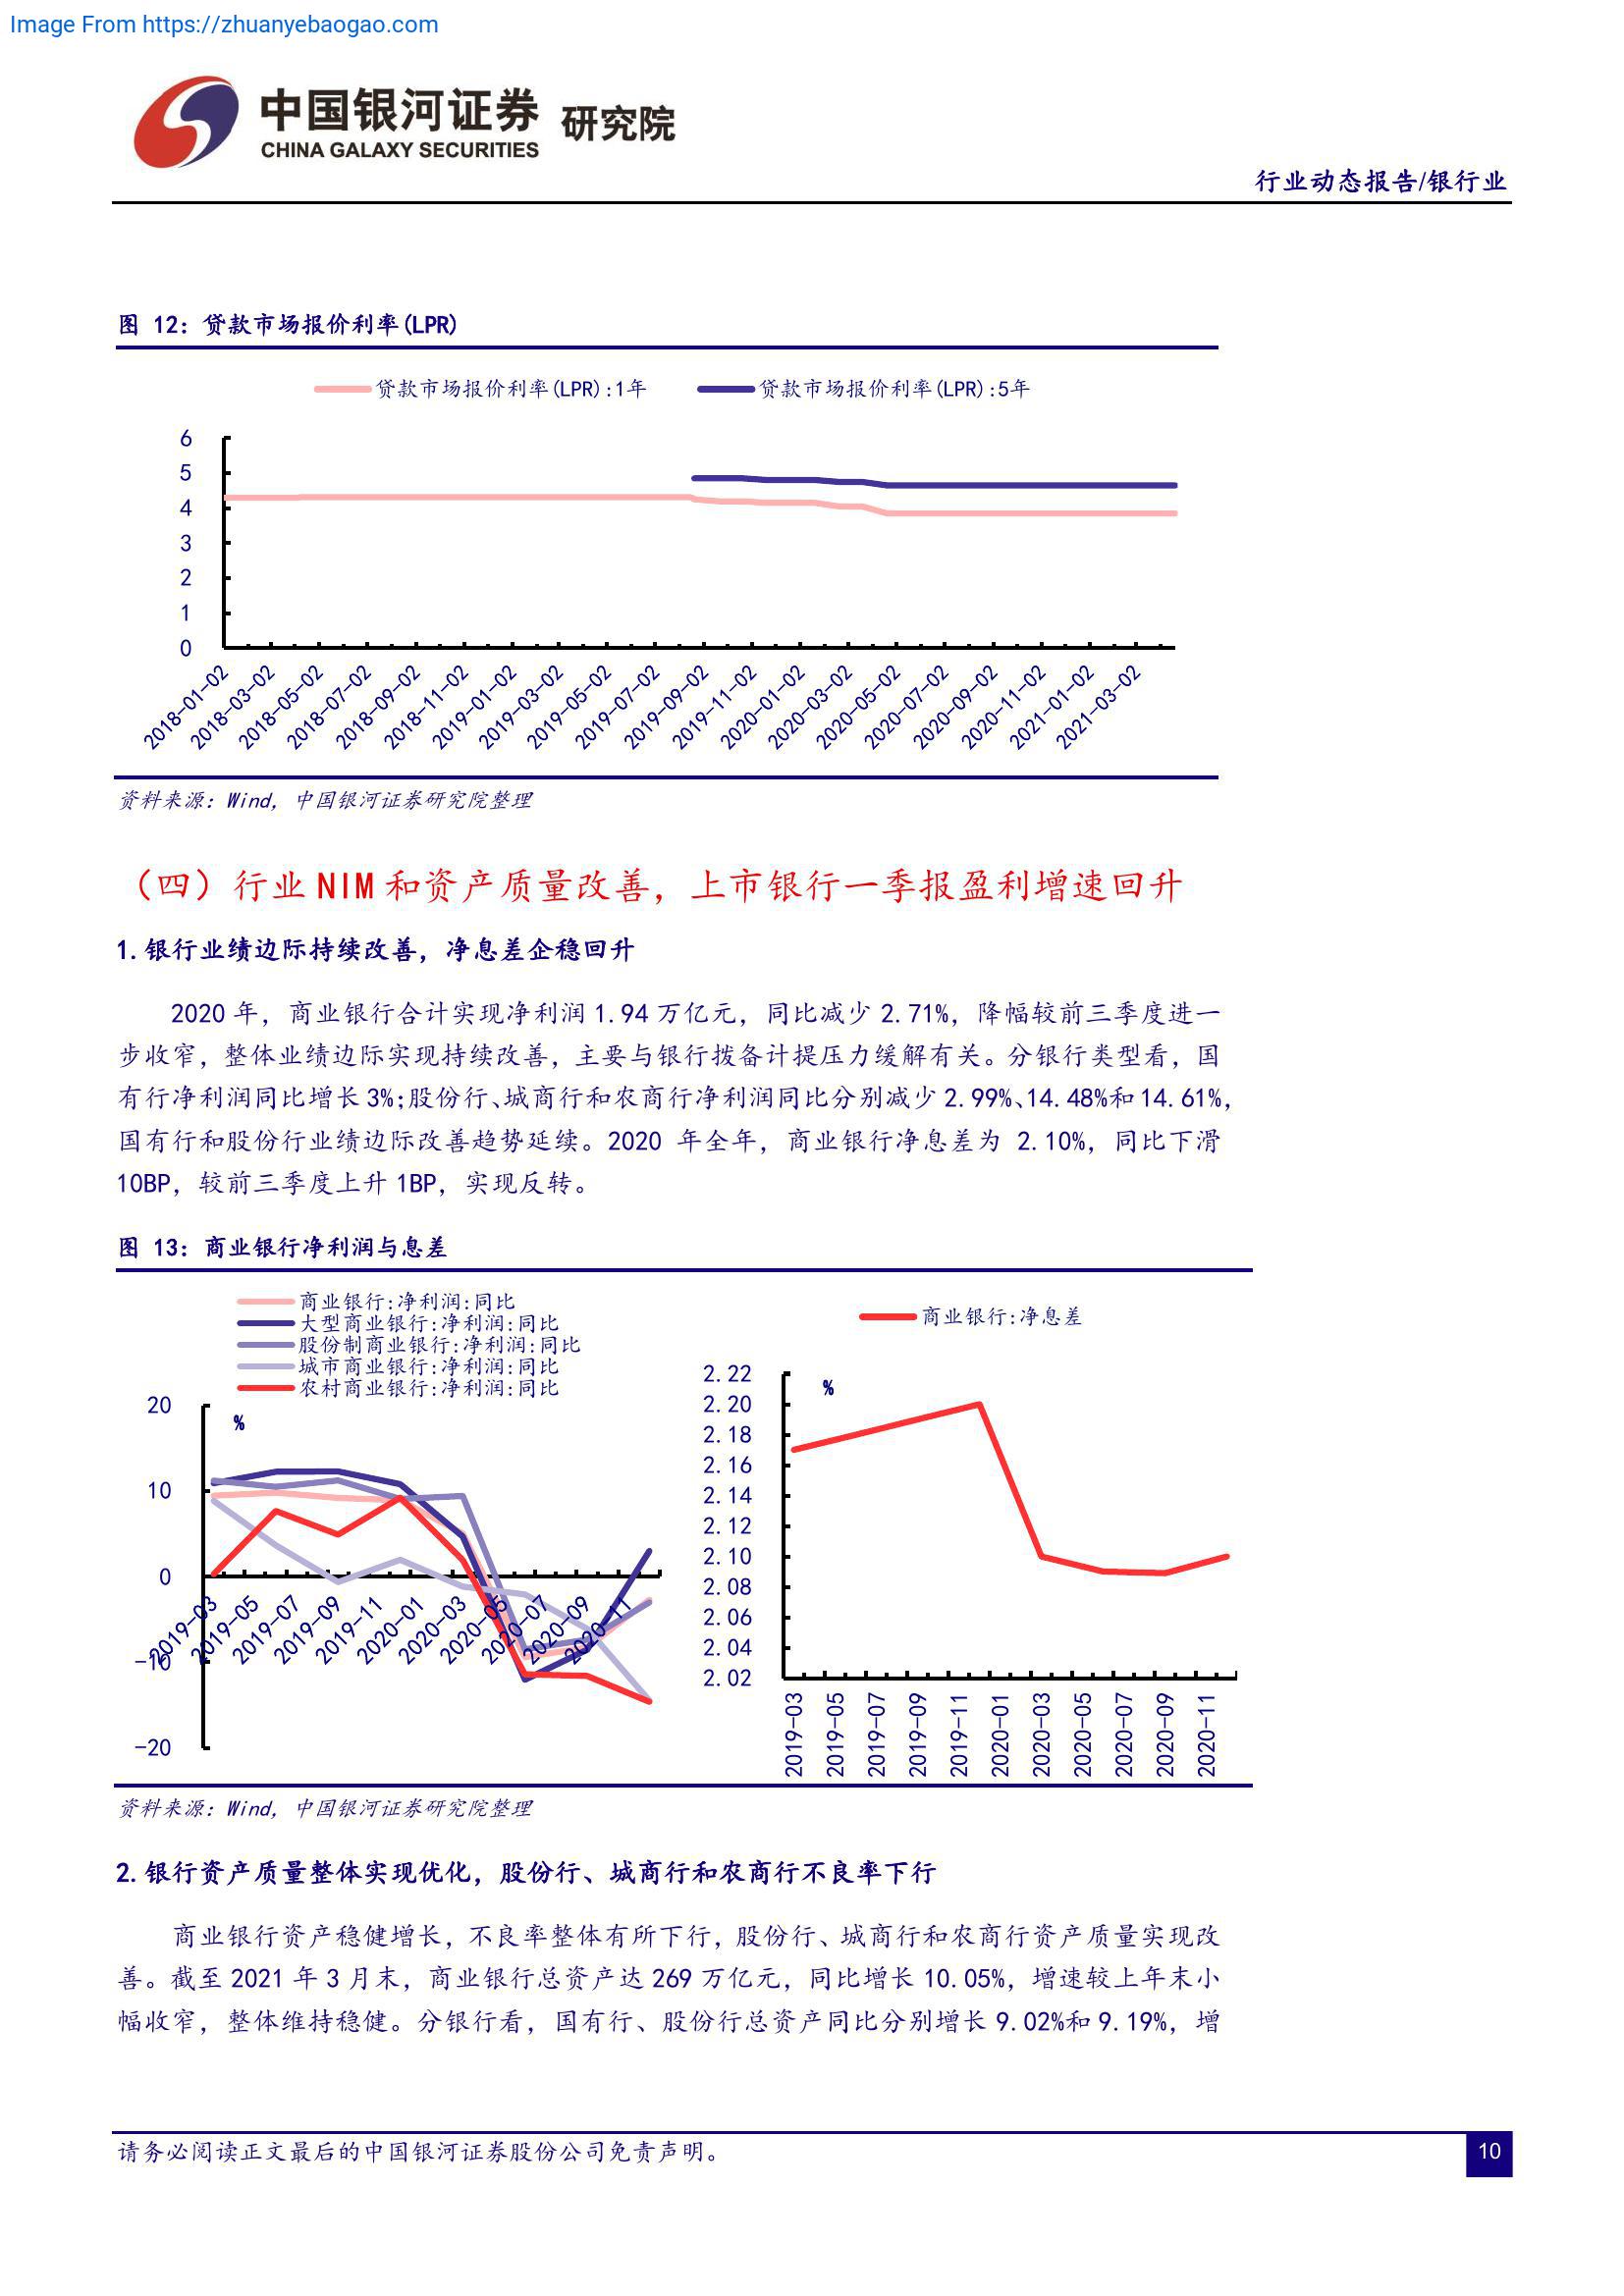 Image From https://zhuanyebaogao.com
中国银河证券 研究院
CHINA GALAXY SECURITIES
行业动态报告/银行业
图 12：贷款市场报价利率(LPR)
贷款市场报价利率(LPR):1年 贷款市场报价利率(LPR):5年
6
5
4
3
2
1
0
2018-01-02 2018-03-02 2018-05-02 2018-07-02 2018-09-02 2018-11-02 2019-01-02 2019-03-02 2019-05-02 2019-07-02 2019-09-02 2019-11-02 2020-01-02 2020-03-02 2020-05-02 2020-07-02 2020-09-02 2020-11-02 2021-01-02 2021-03-02
资料来源：Wind，中国银河证券研究院整理
（四）行业 NIM 和资产质量改善，上市银行一季报盈利增速回升
1.银行业绩边际持续改善，净息差企稳回升
2020 年，商业银行合计实现净利润 1.94 万亿元，同比减少 2.71%，降幅较前三季度进一
步收窄，整体业绩边际实现持续改善，主要与银行拨备计提压力缓解有关。分银行类型看，国
有行净利润同比增长 3%；股份行、城商行和农商行净利润同比分别减少 2.99%、14.48%和 14.61%，
国有行和股份行业绩边际改善趋势延续。2020 年全年，商业银行净息差为 2.10%，同比下滑
10BP，较前三季度上升 1BP，实现反转。
图 13：商业银行净利润与息差
商业银行:净利润:同比
大型商业银行:净利润:同比
股份制商业银行:净利润:同比
城市商业银行:净利润:同比
农村商业银行:净利润:同比
20
%
10
0
-10
-20
2019-03 2019-05 2019-07 2019-09 2019-11 2020-01 2020-03 2020-05 2020-07 2020-09 2020-11
商业银行:净息差
2.22
%
2.20
2.18
2.16
2.14
2.12
2.10
2.08
2.06
2.04
2.02
2019-03 2019-05 2019-07 2019-09 2019-11 2020-01 2020-03 2020-05 2020-07 2020-09 2020-11
资料来源：Wind，中国银河证券研究院整理
2.银行资产质量整体实现优化，股份行、城商行和农商行不良率下行
商业银行资产稳健增长，不良率整体有所下行，股份行、城商行和农商行资产质量实现改
善。截至 2021 年 3 月末，商业银行总资产达 269 万亿元，同比增长 10.05%，增速较上年末小
幅收窄，整体维持稳健。分银行看，国有行、股份行总资产同比分别增长 9.02%和 9.19%，增
请务必阅读正文最后的中国银河证券股份公司免责声明。
10